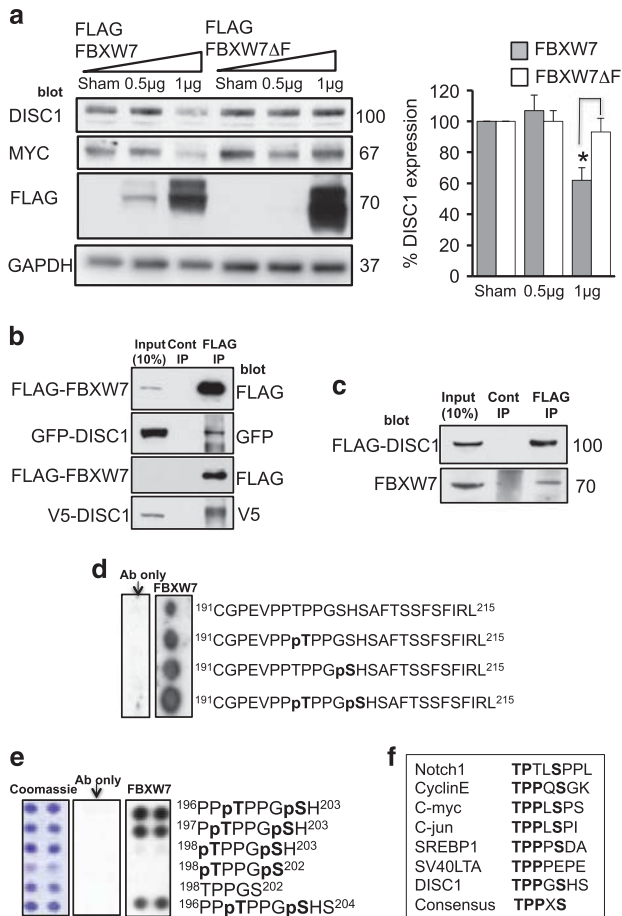 a
FLAG FLAG
FBXW7 FBXW7ΔF
blot Sham 0.5µg 1µg Sham 0.5µg 1µg
DISC1 100
MYC 67
FLAG 70
GAPDH 37
FBXW7
FBXW7ΔF
% DISC1 expression
120
100
80
60
40
20
0
*
Sham 0.5µg 1µg
b
Input (10%) Cont IP FLAG IP blot
FLAG-FBXW7 FLAG
GFP-DISC1 GFP
FLAG-FBXW7 FLAG
V5-DISC1 V5
c
blot Input (10%) Cont IP FLAG IP
FLAG-DISC1 100
FBXW7 70
d
Ab only FBXW7
191CGPEVPPTPPGSHSAFTSSFSFIRL215
191CGPEVPPpTPPGSHSAFTSSFSFIRL215
191CGPEVPPTPPGpSHSAFTSSFSFIRL215
191CGPEVPPpTPPGpSHSAFTSSFSFIRL215
e
Coomassie Ab only FBXW7
196PPpTPPGpSH203
197PpTPPGpSH203
198pTPPGpSH203
198pTPPGpS202
198TPPGS202
196PPpTPPGpSHS204
f
Notch1 TPTLSPPL
CyclinE TPPQSGK
C-myc TPPLSPS
C-jun TPPLSPI
SREBP1 TPPPSDA
SV40LTA TPPPEPE
DISC1 TPPGSHS
Consensus TPPXS